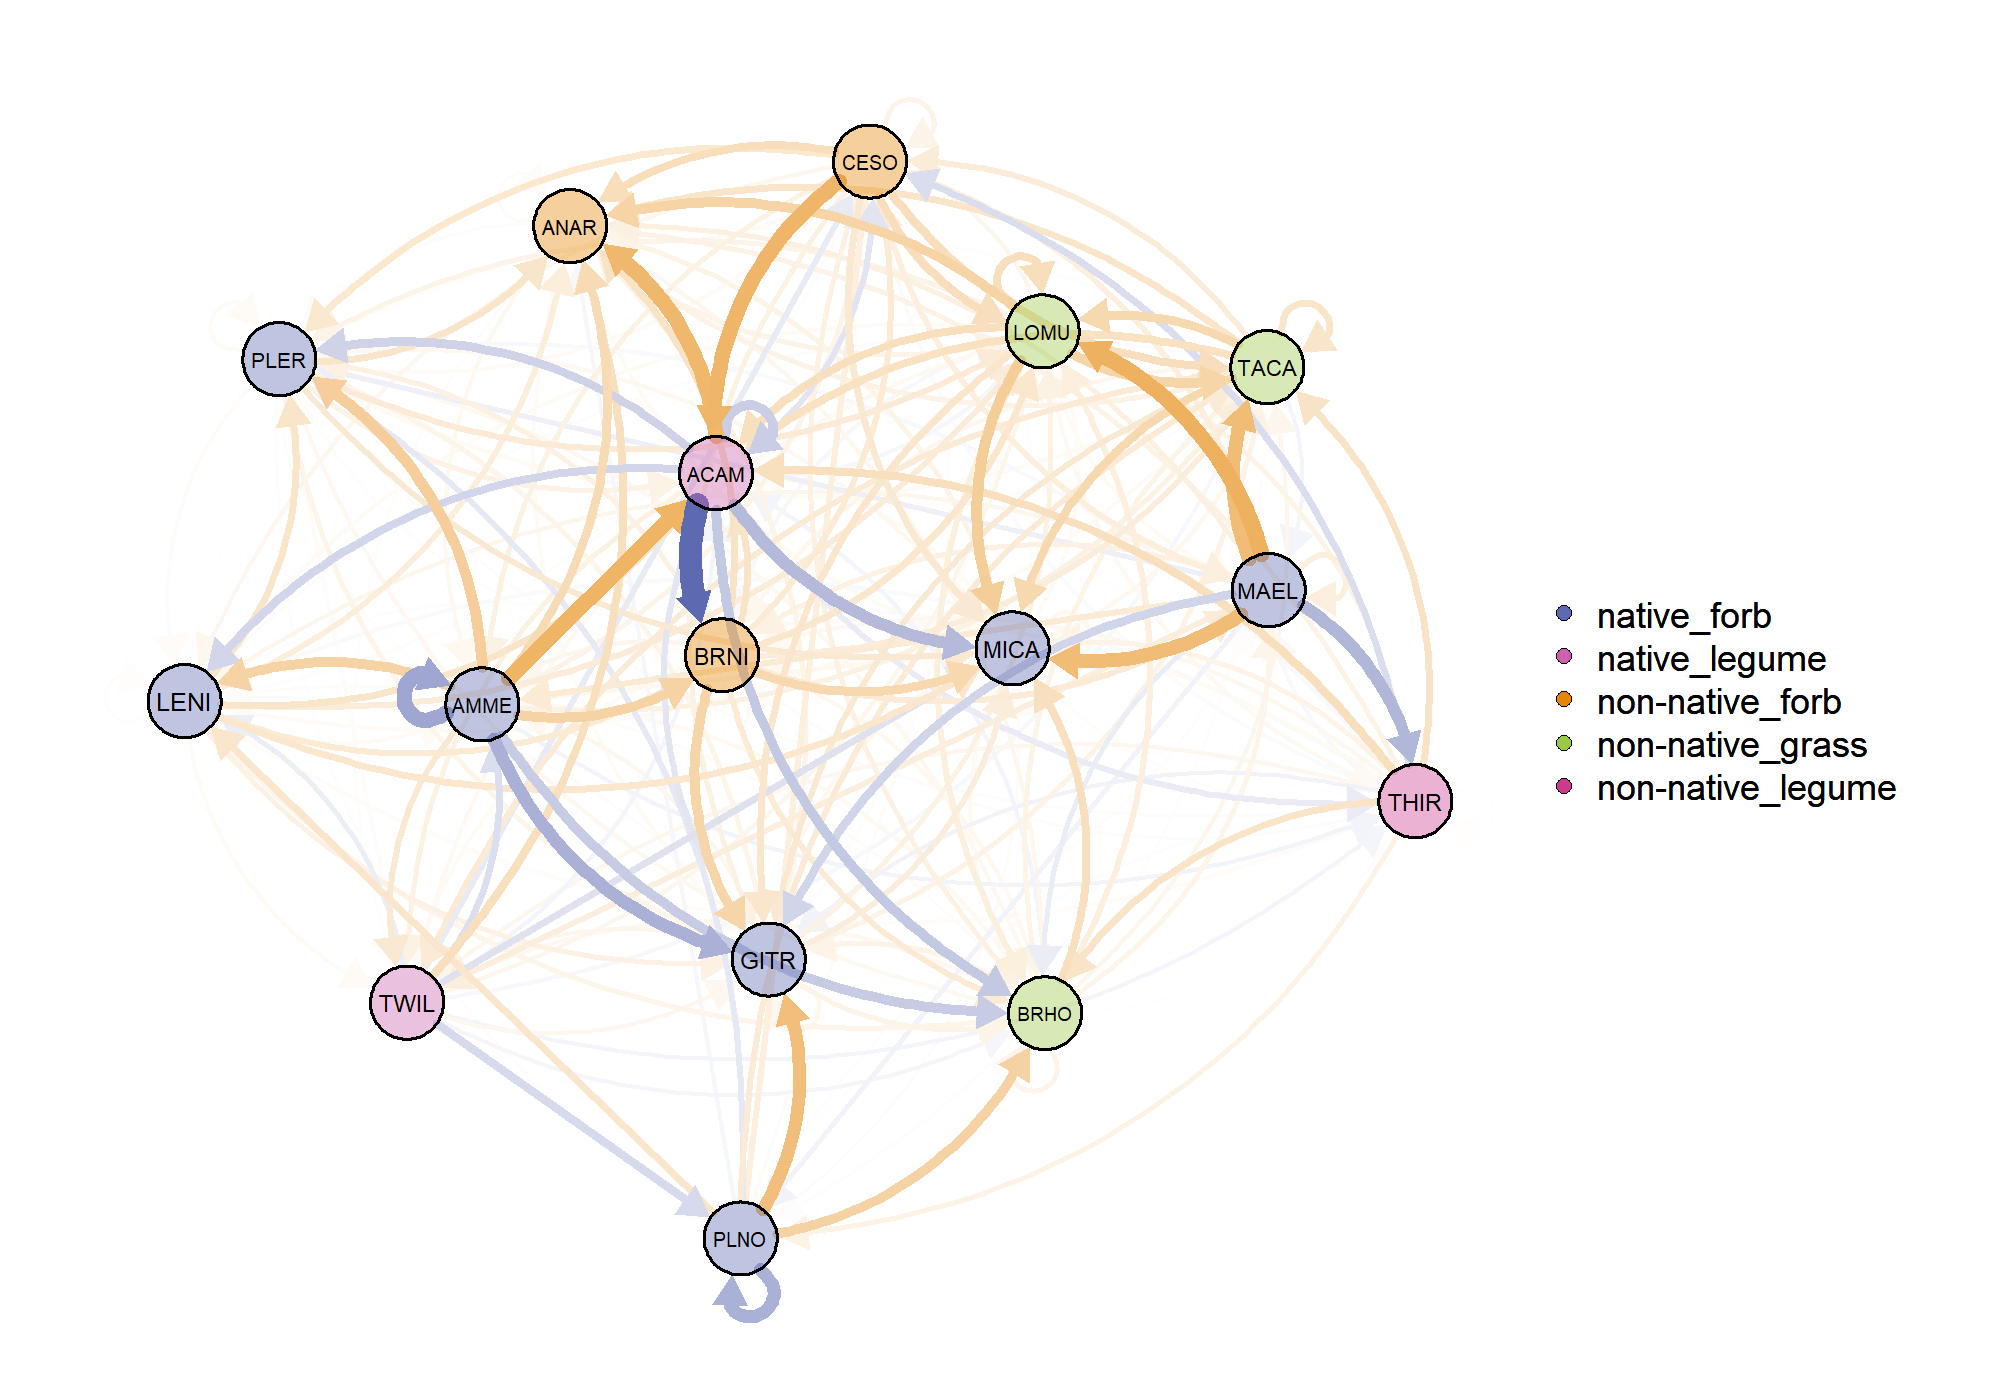 CESO
ANAR
LOMU
PLER
TACA
ACAM
MAEL
BRNI
MICA
LENI
AMME
THIR
GITR
TWIL
BRHO
PLNO
native_forb
native_legume
non-native_forb
non-native_grass
non-native_legume